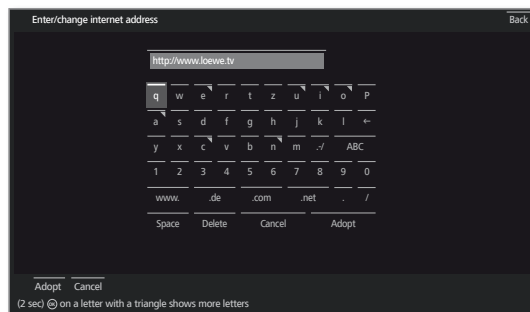 Enter/change internet address Back
http://www.loewe.tv
q w e r t z u i o P
a s d f g h j k l ←
y x c v b n m .-/ ABC
1 2 3 4 5 6 7 8 9 0
www. .de .com .net . /
Space Delete Cancel Adopt
Adopt Cancel
(2 sec) OK on a letter with a triangle shows more letters